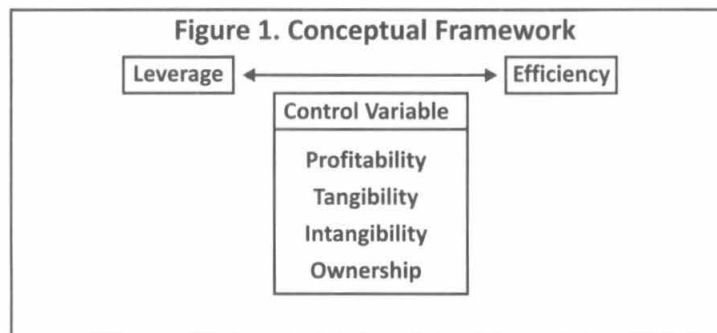 Figure 1. Conceptual Framework
Leverage Efficiency
Control Variable
Profitability
Tangibility
Intangibility
Ownership